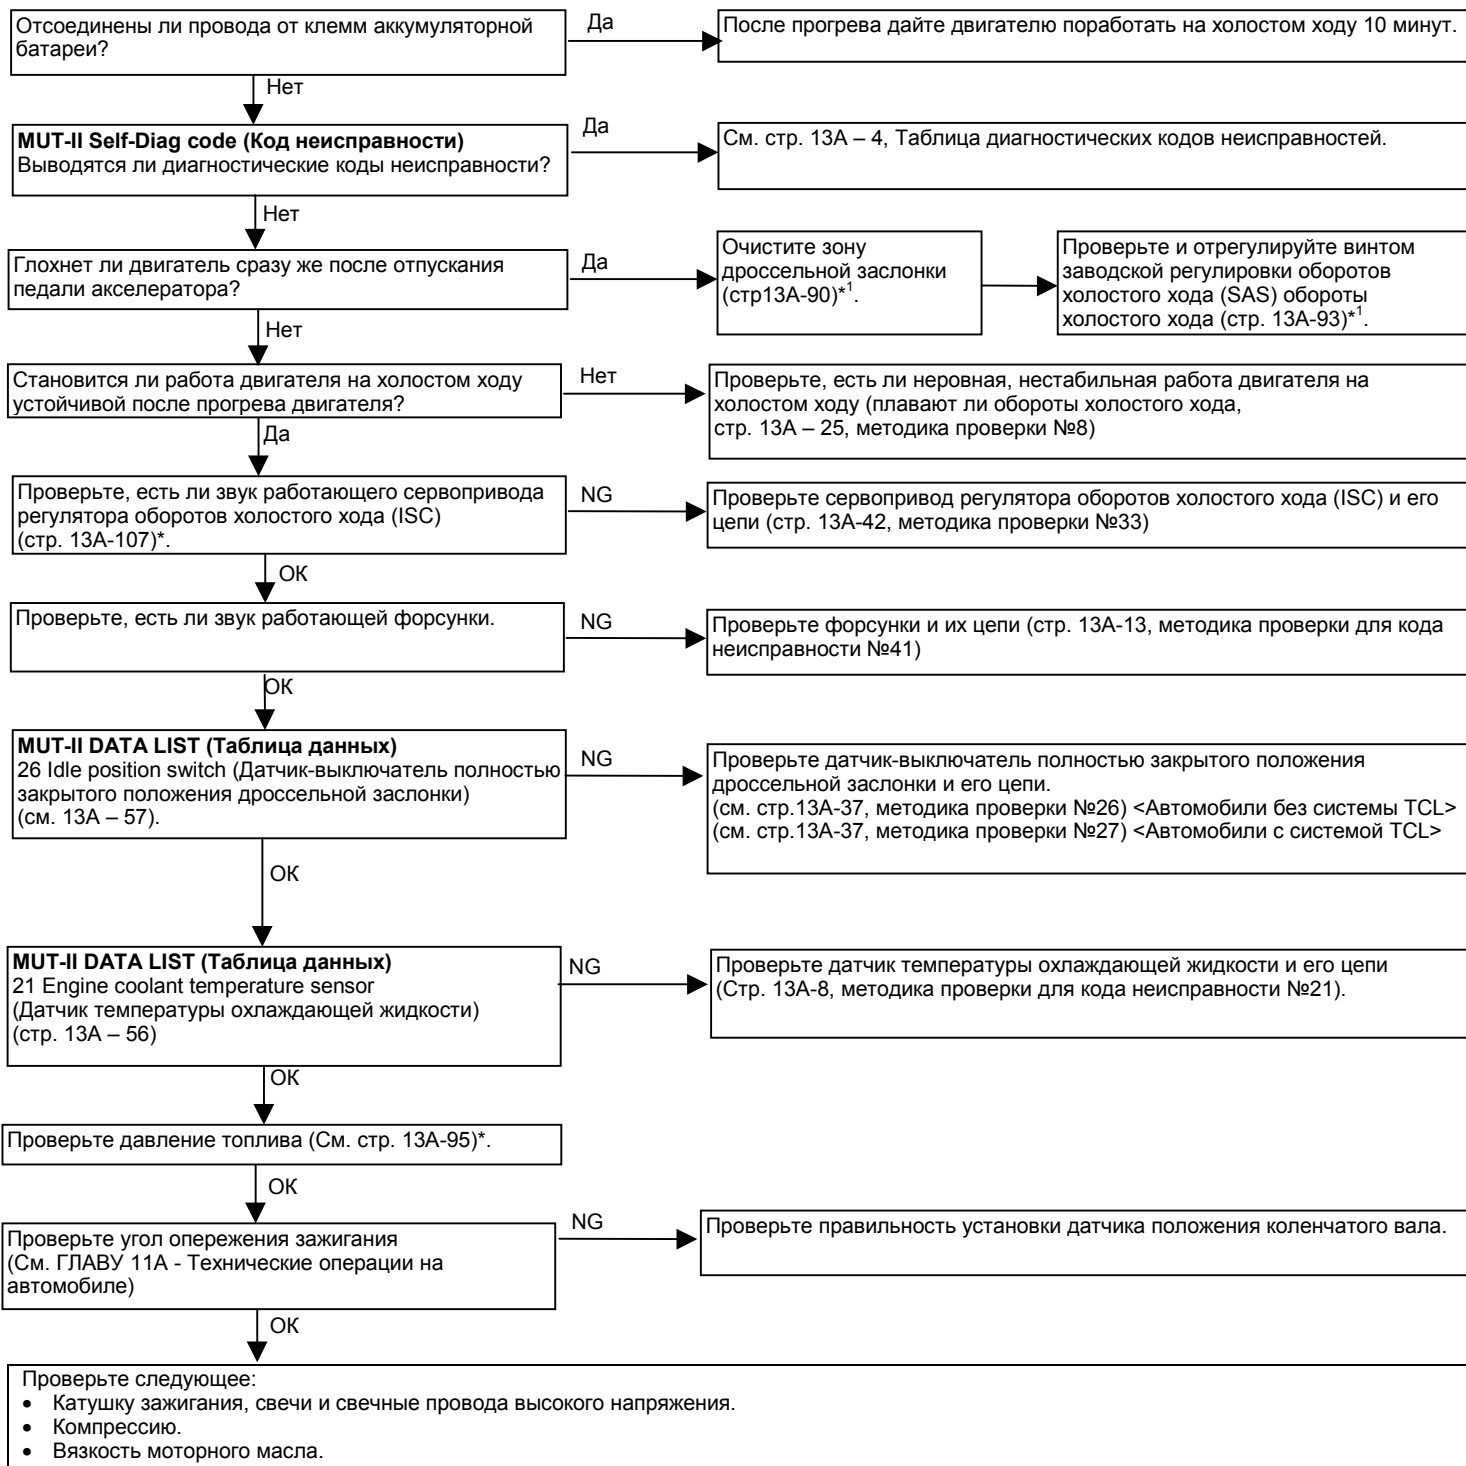 Отсоединены ли провода от клемм аккумуляторной
батареи?
Да
После прогрева дайте двигателю поработать на холостом ходу 10 минут.
Нет
MUT-II Self-Diag code (Код неисправности)
Выводятся ли диагностические коды неисправности?
Да
См. стр. 13А – 4, Таблица диагностических кодов неисправностей.
Нет
Глохнет ли двигатель сразу же после отпускания
педали акселератора?
Да
Очистите зону
дроссельной заслонки
(стр13А-90)*¹.
Проверьте и отрегулируйте винтом
заводской регулировки оборотов
холостого хода (SAS) обороты
холостого хода (стр. 13А-93)*¹.
Нет
Становится ли работа двигателя на холостом ходу
устойчивой после прогрева двигателя?
Нет
Проверьте, есть ли неровная, нестабильная работа двигателя на
холостом ходу (плавают ли обороты холостого хода,
стр. 13А – 25, методика проверки №8)
Да
Проверьте, есть ли звук работающего сервопривода
регулятора оборотов холостого хода (ISC)
(стр. 13А-107)*.
NG
Проверьте сервопривод регулятора оборотов холостого хода (ISC) и его
цепи (стр. 13А-42, методика проверки №33)
ОК
Проверьте, есть ли звук работающей форсунки.
NG
Проверьте форсунки и их цепи (стр. 13А-13, методика проверки для кода
неисправности №41)
ОК
MUT-II DATA LIST (Таблица данных)
26 Idle position switch (Датчик-выключатель полностью
закрытого положения дроссельной заслонки)
(см. 13А – 57).
NG
Проверьте датчик-выключатель полностью закрытого положения
дроссельной заслонки и его цепи.
(см. стр.13А-37, методика проверки №26) <Автомобили без системы TCL>
(см. стр.13А-37, методика проверки №27) <Автомобили с системой TCL>
ОК
MUT-II DATA LIST (Таблица данных)
21 Engine coolant temperature sensor
(Датчик температуры охлаждающей жидкости)
(стр. 13А – 56)
NG
Проверьте датчик температуры охлаждающей жидкости и его цепи
(Стр. 13А-8, методика проверки для кода неисправности №21).
ОК
Проверьте давление топлива (См. стр. 13А-95)*.
ОК
Проверьте угол опережения зажигания
(См. ГЛАВУ 11А - Технические операции на
автомобиле)
NG
Проверьте правильность установки датчика положения коленчатого вала.
ОК
Проверьте следующее:
• Катушку зажигания, свечи и свечные провода высокого напряжения.
• Компрессию.
• Вязкость моторного масла.